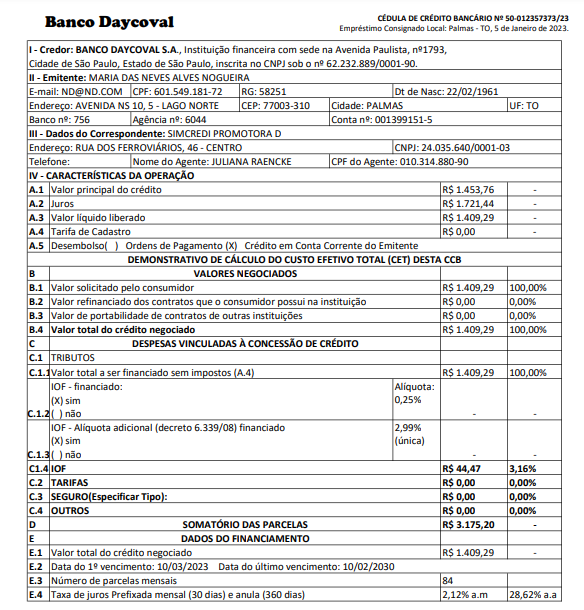 Banco Daycoval
CÉDULA DE CRÉDITO BANCÁRIO Nº 50-012357373/23
Empréstimo Consignado Local: Palmas - TO, 5 de Janeiro de 2023.
I - Credor: BANCO DAYCOVAL S.A., Instituição financeira com sede na Avenida Paulista, nº1793,
Cidade de São Paulo, Estado de São Paulo, inscrita no CNPJ sob o nº 62.232.889/0001-90.
II - Emitente: MARIA DAS NEVES ALVES NOGUEIRA
E-mail: ND@ND.COM CPF: 601.549.181-72 RG: 58251 Dt de Nasc: 22/02/1961
Endereço: AVENIDA NS 10, 5 - LAGO NORTE CEP: 77003-310 Cidade: PALMAS UF: TO
Banco nº: 756 Agência nº: 6044 Conta nº: 001399151-5
III - Dados do Correspondente: SIMCREDI PROMOTORA D
Endereço: RUA DOS FERROVIÁRIOS, 46 - CENTRO CNPJ: 24.035.640/0001-03
Telefone: Nome do Agente: JULIANA RAENCKE CPF do Agente: 010.314.880-90
IV - CARACTERÍSTICAS DA OPERAÇÃO
A.1 Valor principal do crédito R$ 1.453,76 -
A.2 Juros R$ 1.721,44 -
A.3 Valor líquido liberado R$ 1.409,29 -
A.4 Tarifa de Cadastro R$ 0,00 -
A.5 Desembolso( ) Ordens de Pagamento (X) Crédito em Conta Corrente do Emitente
DEMONSTRATIVO DE CÁLCULO DO CUSTO EFETIVO TOTAL (CET) DESTA CCB
B VALORES NEGOCIADOS
B.1 Valor solicitado pelo consumidor R$ 1.409,29 100,00%
B.2 Valor refinanciado dos contratos que o consumidor possui na instituição R$ 0,00 0,00%
B.3 Valor de portabilidade de contratos de outras instituições R$ 0,00 0,00%
B.4 Valor total do crédito negociado R$ 1.409,29 100,00%
C DESPESAS VINCULADAS À CONCESSÃO DE CRÉDITO
C.1 TRIBUTOS
C.1.1 Valor total a ser financiado sem impostos (A.4) R$ 1.409,29 100,00%
IOF - financiado: Alíquota:
(X) sim 0,25%
C.1.2 ( ) não - -
IOF - Alíquota adicional (decreto 6.339/08) financiado 2,99%
(X) sim (única)
C.1.3 ( ) não - -
C1.4 IOF R$ 44,47 3,16%
C.2 TARIFAS R$ 0,00 0,00%
C.3 SEGURO(Especificar Tipo): R$ 0,00 0,00%
C.4 OUTROS R$ 0,00 0,00%
D SOMATÓRIO DAS PARCELAS R$ 3.175,20 -
E DADOS DO FINANCIAMENTO
E.1 Valor total do crédito negociado R$ 1.409,29 -
E.2 Data do 1º vencimento: 10/03/2023 Data do último vencimento: 10/02/2030
E.3 Número de parcelas mensais 84
E.4 Taxa de juros Prefixada mensal (30 dias) e anula (360 dias) 2,12% a.m 28,62% a.a